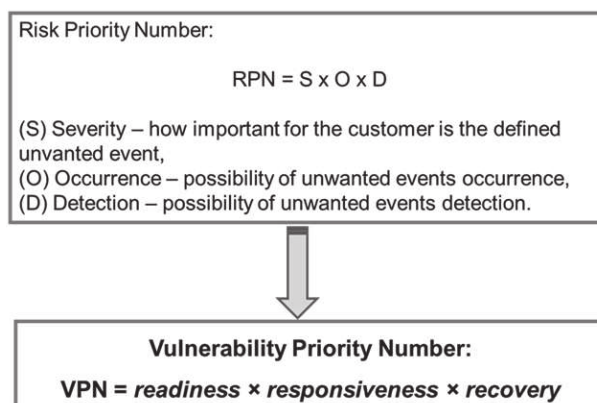 Risk Priority Number:
RPN = S x O x D
(S) Severity – how important for the customer is the defined
unvanted event,
(O) Occurrence – possibility of unwanted events occurrence,
(D) Detection – possibility of unwanted events detection.
Vulnerability Priority Number:
VPN = readiness × responsiveness × recovery